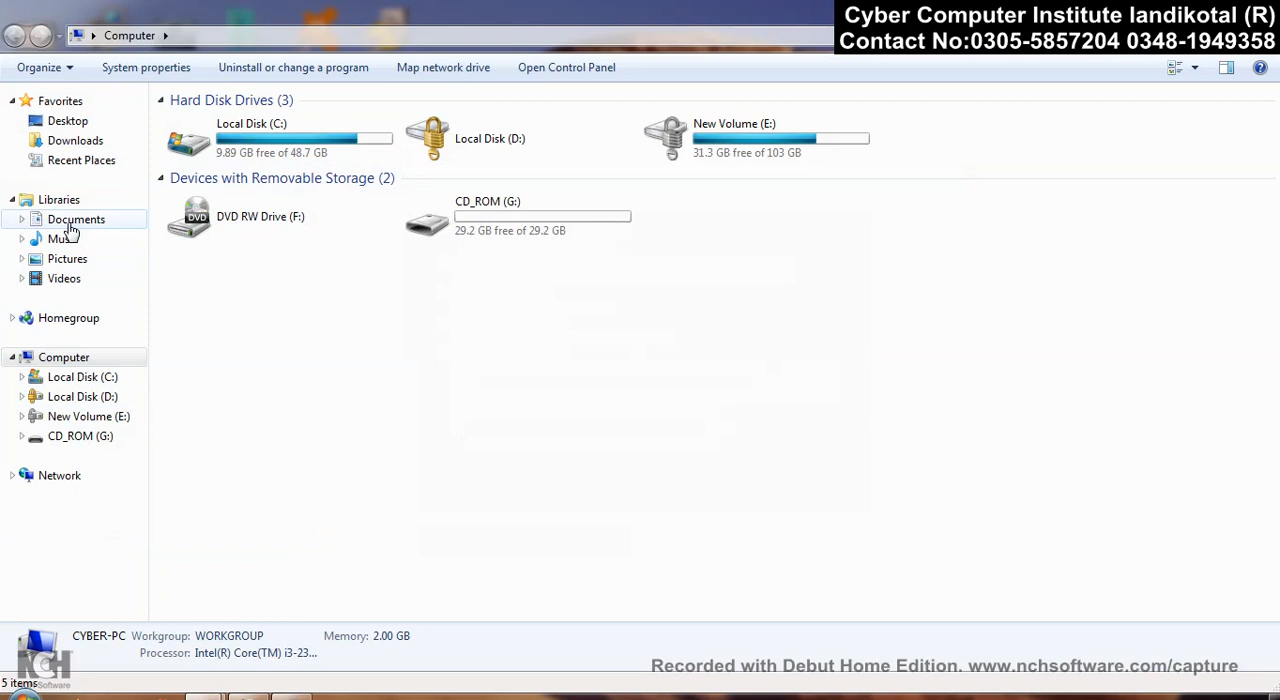 Cyber Computer Institute landikotal (R)
Contact No:0305-5857204 0348-1949358
Computer
Organize
System properties
Uninstall or change a program
Map network drive
Open Control Panel
Favorites
Desktop
Downloads
Recent Places
Libraries
Documents
Pictures
Videos
Homegroup
Computer
Local Disk (C:)
Local Disk (D:)
New Volume (E:)
CD_ROM (G:)
Network
Hard Disk Drives (3)
Local Disk (C:)
9.89 GB free of 48.7 GB
Local Disk (D:)
New Volume (E:)
31.3 GB free of 103 GB
Devices with Removable Storage (2)
DVD
DVD RW Drive (F:)
CD_ROM (G:)
29.2 GB free of 29.2 GB
CYBER-PC
Workgroup: WORKGROUP
Memory: 2.00 GB
Processor: Intel(R) Core(TM) i3-23...
NCH Software
5 items
Recorded with Debut Home Edition. www.nchsoftware.com/capture